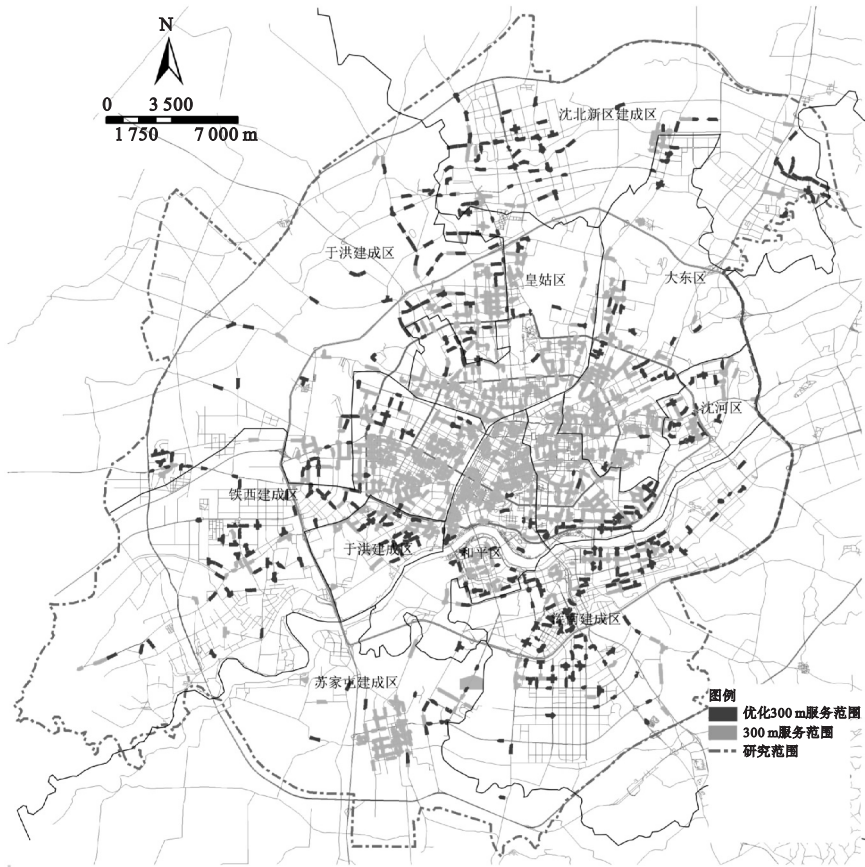 N
0 3 500
1 750 7 000 m
沈北新区建成区
于洪建成区
皇姑区
大东区
沈河区
铁西建成区
于洪建成区
和平区
浑南建成区
苏家屯建成区
图例
优化300 m服务范围
300 m服务范围
研究范围